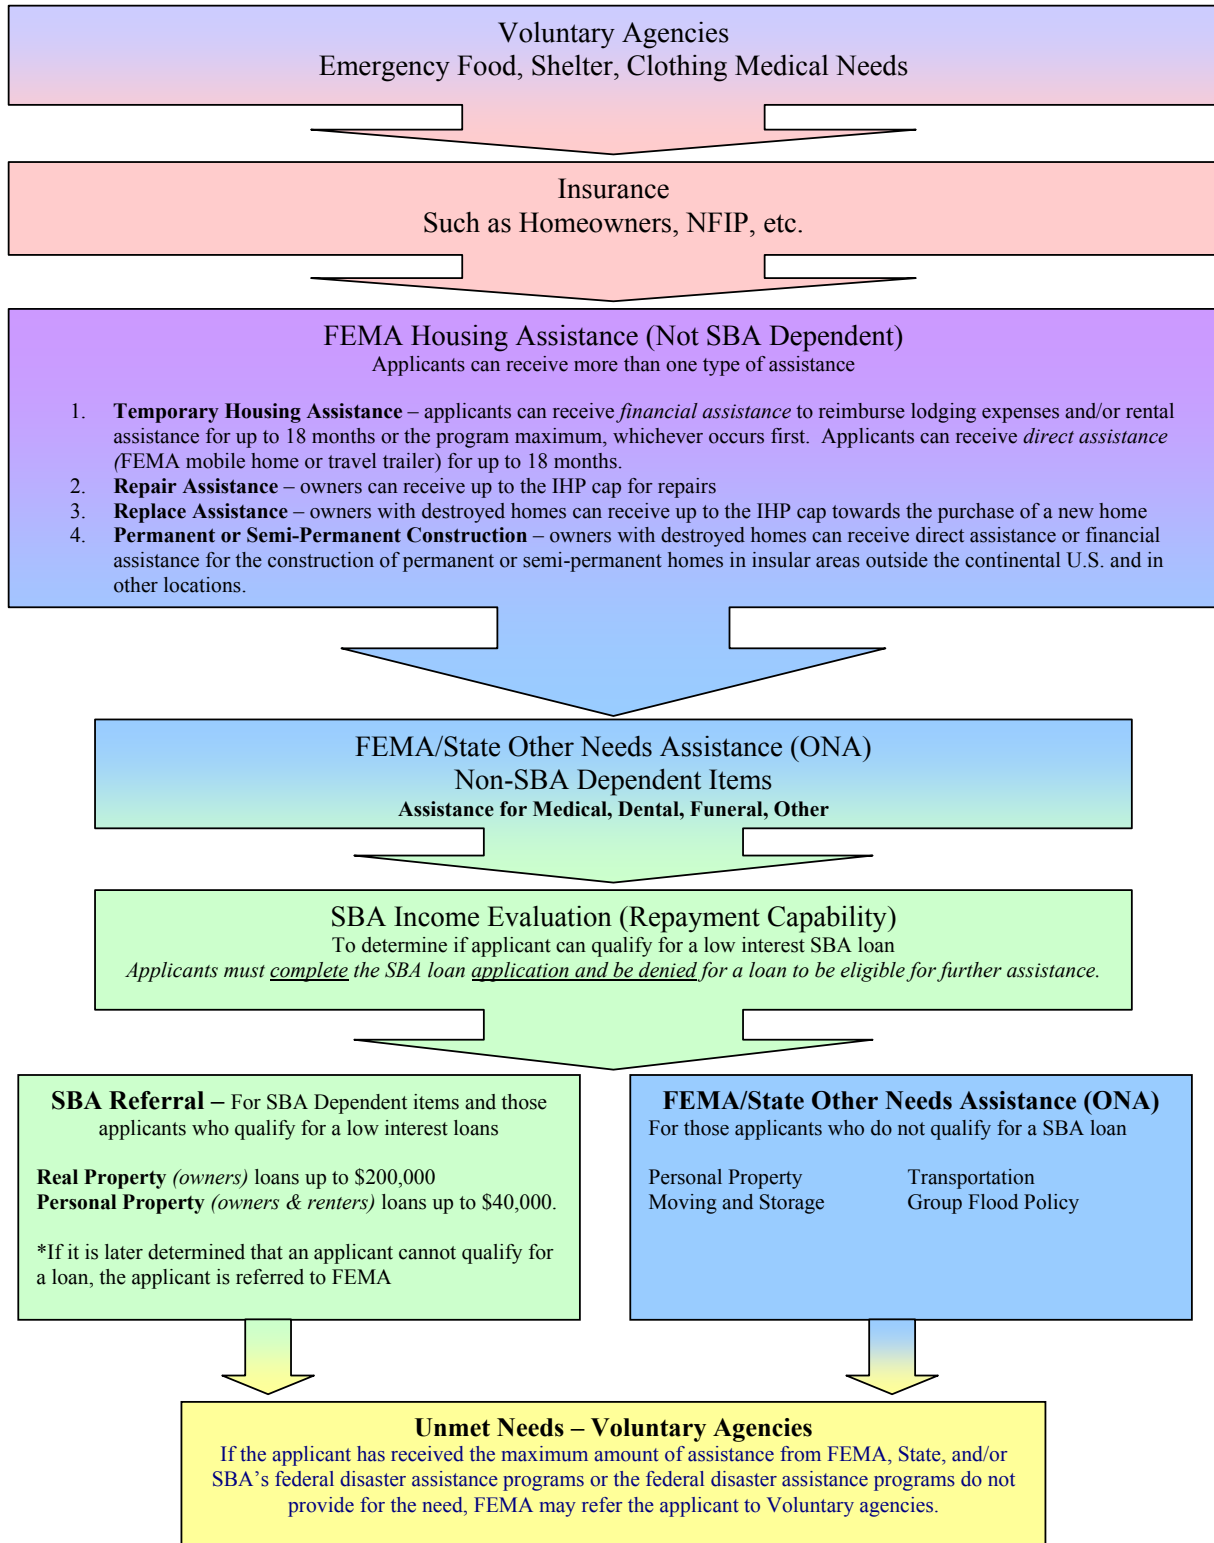 Voluntary Agencies
Emergency Food, Shelter, Clothing Medical Needs
Insurance
Such as Homeowners, NFIP, etc.
FEMA Housing Assistance (Not SBA Dependent)
Applicants can receive more than one type of assistance
1. Temporary Housing Assistance – applicants can receive financial assistance to reimburse lodging expenses and/or rental
assistance for up to 18 months or the program maximum, whichever occurs first. Applicants can receive direct assistance
(FEMA mobile home or travel trailer) for up to 18 months.
2. Repair Assistance – owners can receive up to the IHP cap for repairs
3. Replace Assistance – owners with destroyed homes can receive up to the IHP cap towards the purchase of a new home
4. Permanent or Semi-Permanent Construction – owners with destroyed homes can receive direct assistance or financial
assistance for the construction of permanent or semi-permanent homes in insular areas outside the continental U.S. and in
other locations.
FEMA/State Other Needs Assistance (ONA)
Non-SBA Dependent Items
Assistance for Medical, Dental, Funeral, Other
SBA Income Evaluation (Repayment Capability)
To determine if applicant can qualify for a low interest SBA loan
Applicants must complete the SBA loan application and be denied for a loan to be eligible for further assistance.
SBA Referral – For SBA Dependent items and those
applicants who qualify for a low interest loans
Real Property (owners) loans up to $200,000
Personal Property (owners & renters) loans up to $40,000.
*If it is later determined that an applicant cannot qualify for
a loan, the applicant is referred to FEMA
FEMA/State Other Needs Assistance (ONA)
For those applicants who do not qualify for a SBA loan
Personal Property Transportation
Moving and Storage Group Flood Policy
Unmet Needs – Voluntary Agencies
If the applicant has received the maximum amount of assistance from FEMA, State, and/or
SBA's federal disaster assistance programs or the federal disaster assistance programs do not
provide for the need, FEMA may refer the applicant to Voluntary agencies.